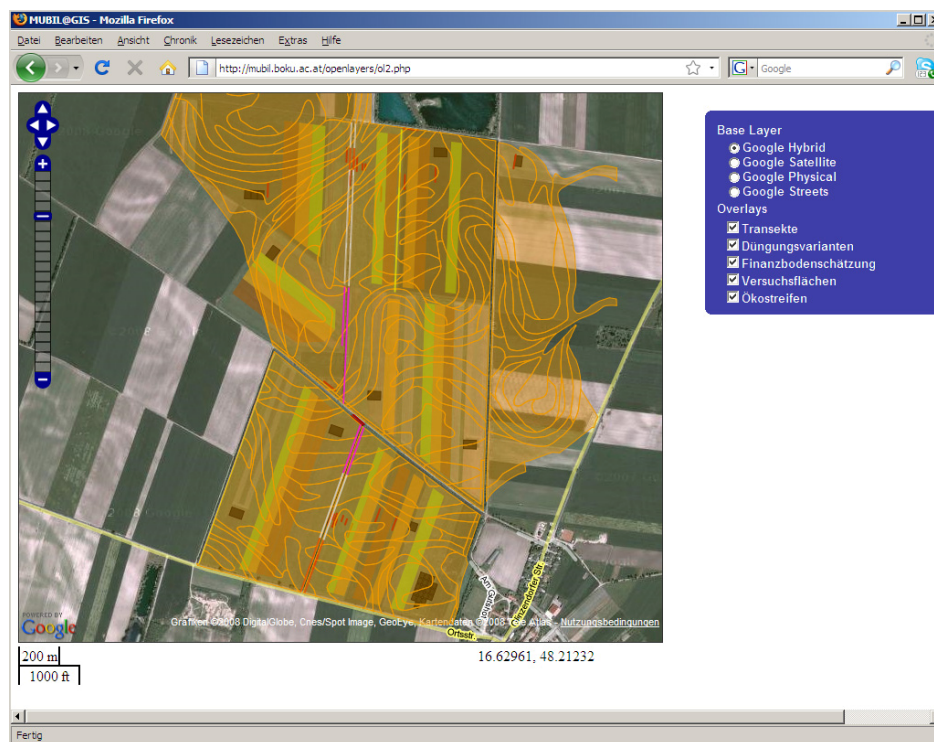 MUBIL@GIS - Mozilla Firefox
Datei Bearbeiten Ansicht Chronik Lesezeichen Extras Hilfe
http://mubil.boku.ac.at/openlayers/ol2.php
G Google
Base Layer
Google Hybrid
Google Satellite
Google Physical
Google Streets
Overlays
Transekte
Düngungsvarianten
Finanzbodenschätzung
Versuchsflächen
Ökostreifen
POWERED BY
Google
Grafiken ©2008 DigitalGlobe, Cnes/Spot Image, GeoEye, Kartendaten ©2008 Tele Atlas - Nutzungsbedingungen
Ortsstr.
200 m
1000 ft
16.62961, 48.21232
Fertig